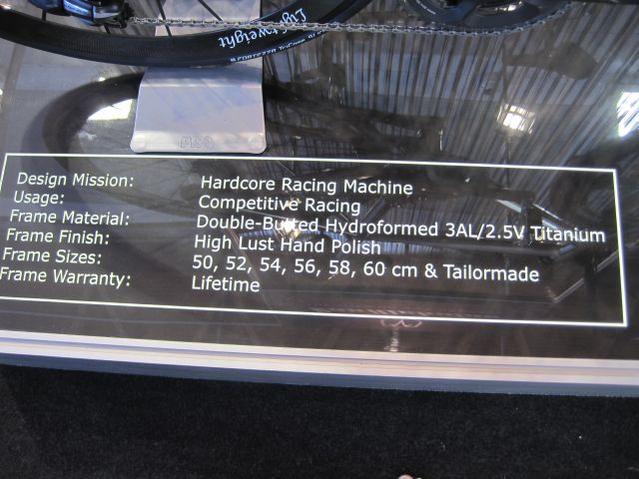 Lightweight
Design Mission: Hardcore Racing Machine
Usage: Competitive Racing
Frame Material: Double-Butted Hydroformed 3AL/2.5V Titanium
Frame Finish: High Lust Hand Polish
Frame Sizes: 50, 52, 54, 56, 58, 60 cm & Tailormade
Frame Warranty: Lifetime